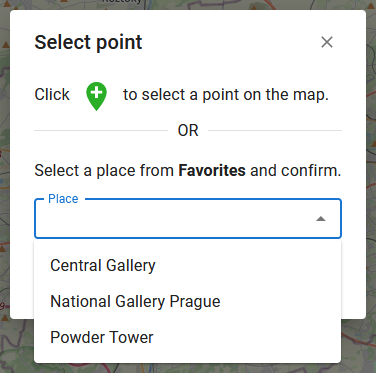 Select point
Click to select a point on the map.
OR
Select a place from Favorites and confirm.
Place
Central Gallery
National Gallery Prague
Powder Tower